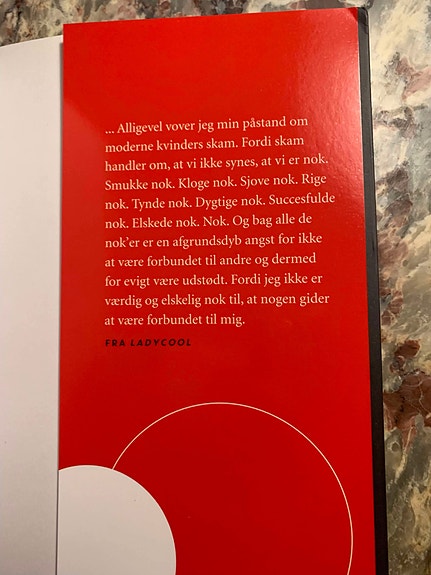 ... Alligevel vover jeg min påstand om
moderne kvinders skam. Fordi skam
handler om, at vi ikke synes, at vi er nok.
Smukke nok. Kloge nok. Sjove nok. Rige
nok. Tynde nok. Dygtige nok. Succesfulde
nok. Elskede nok. Nok. Og bag alle de
nok'er er en afgrundsdyb angst for ikke
at være forbundet til andre og dermed
for evigt være udstødt. Fordi jeg ikke er
værdig og elskelig nok til, at nogen gider
at være forbundet til mig.
FRA LADYCOOL